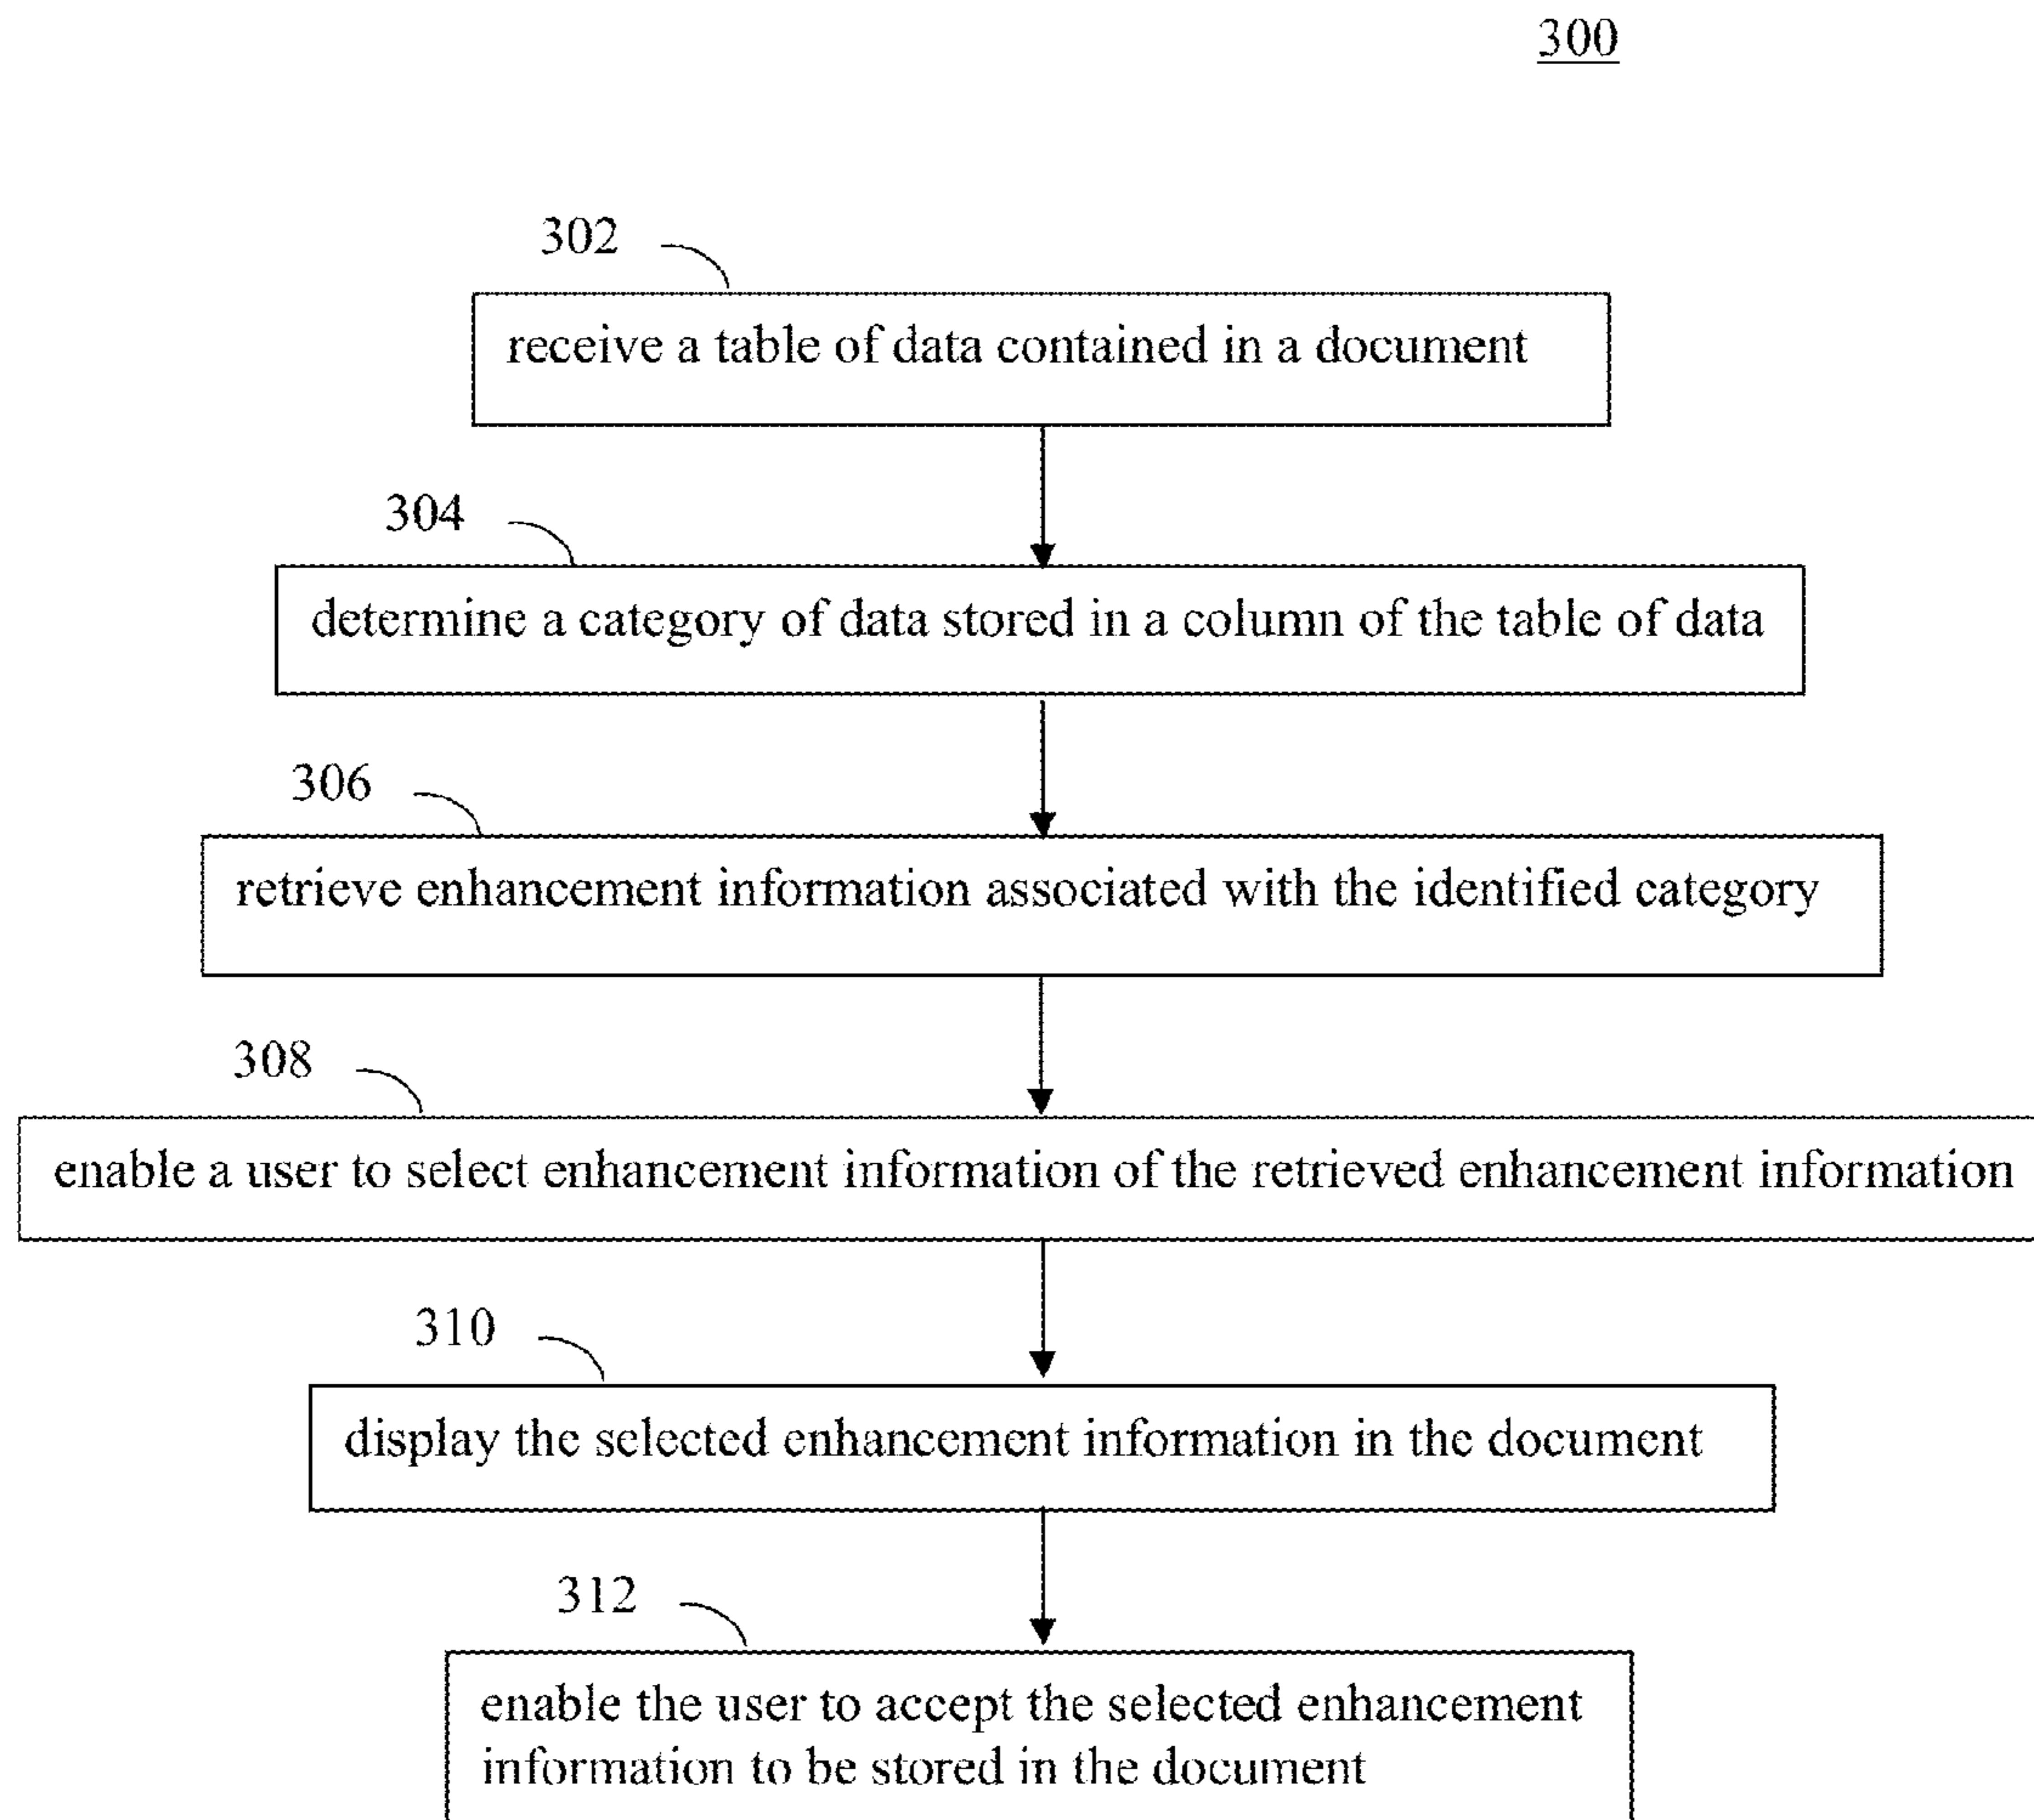 300
302
receive a table of data contained in a document
304
determine a category of data stored in a column of the table of data
306
retrieve enhancement information associated with the identified category
308
enable a user to select enhancement information of the retrieved enhancement information
310
display the selected enhancement information in the document
312
enable the user to accept the selected enhancement
information to be stored in the document